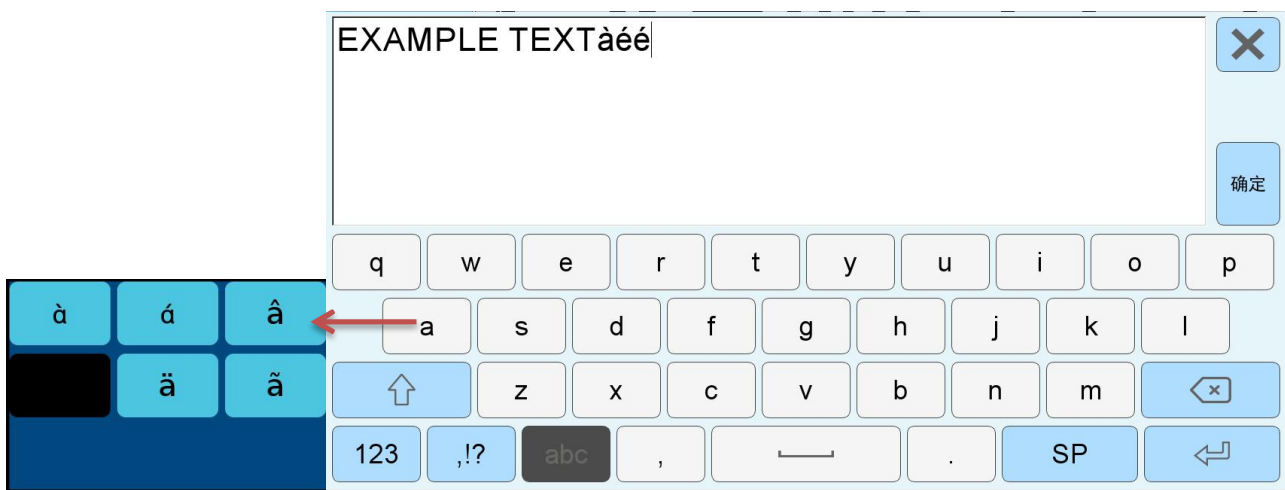 EXAMPLE TEXTàéé
确定
q w e r t y u i o p
à á â
a s d f g h j k l
ä ã
z x c v b n m
123 ,!? abc , . SP